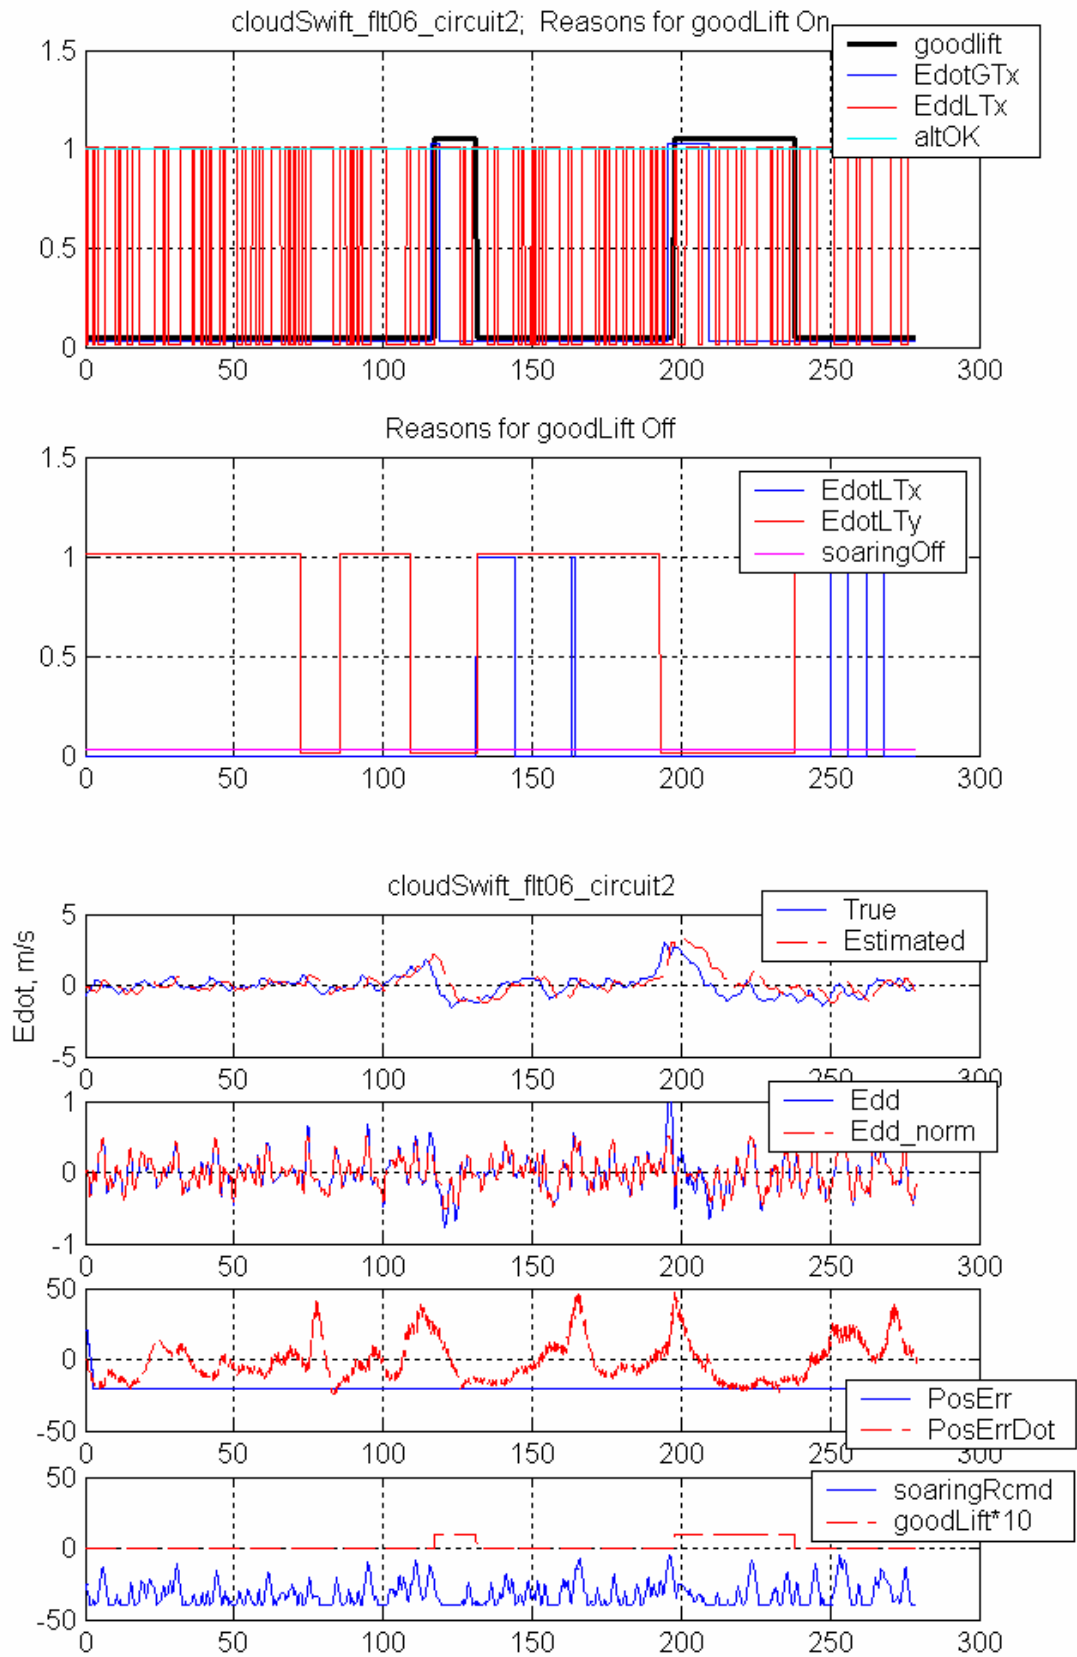 cloudSwift_flt06_circuit2; Reasons for goodLift On
goodlift
EdotGTx
EddLTx
altOK
1.5
1
0.5
0
0 50 100 150 200 250 300
Reasons for goodLift Off
EdotLTx
EdotLTy
soaringOff
1.5
1
0.5
0
0 50 100 150 200 250 300
cloudSwift_flt06_circuit2
True
Estimated
Edot, m/s
5
0
-5
0 50 100 150 200 250 300
Edd
Edd_norm
1
0
-1
0 50 100 150 200 250 300
50
0
-50
PosErr
PosErrDot
0 50 100 150 200 250 300
soaringRcmd
goodLift*10
50
0
-50
0 50 100 150 200 250 300